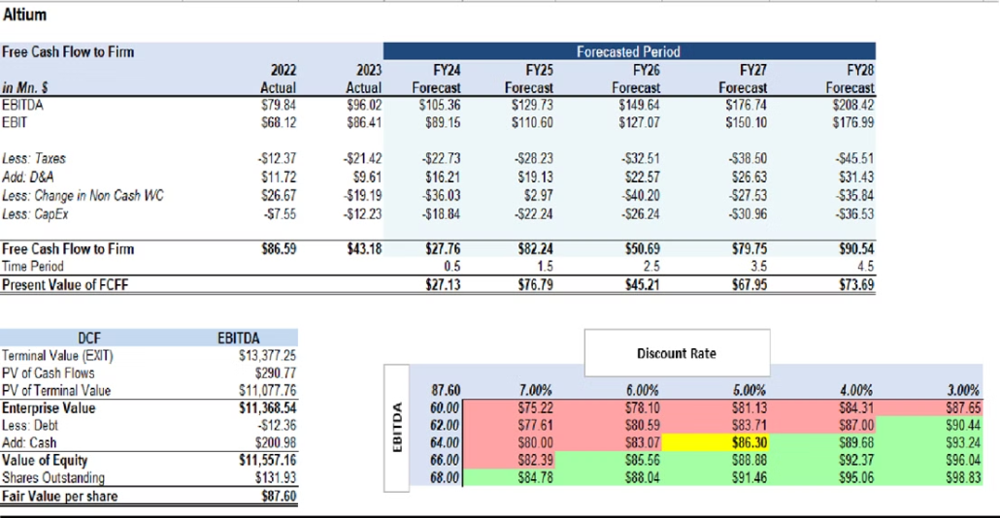 Altium
Free Cash Flow to Firm Forecasted Period
2022 2023 FY24 FY25 FY26 FY27 FY28
in Mn. $ Actual Actual Forecast Forecast Forecast Forecast Forecast
EBITDA $79.84 $96.02 $105.36 $129.73 $149.64 $176.74 $208.42
EBIT $68.12 $86.41 $89.15 $110.60 $127.07 $150.10 $176.99
Less: Taxes -$12.37 -$21.42 -$22.73 -$28.23 -$32.51 -$38.50 -$45.51
Add: D&A $11.72 $9.61 $16.21 $19.13 $22.57 $26.63 $31.43
Less: Change in Non Cash WC $26.67 -$19.19 -$36.03 $2.97 -$40.20 -$27.53 -$35.84
Less: CapEx -$7.55 -$12.23 -$18.84 -$22.24 -$26.24 -$30.96 -$36.53
Free Cash Flow to Firm $86.59 $43.18 $27.76 $82.24 $50.69 $79.75 $90.54
Time Period 0.5 1.5 2.5 3.5 4.5
Present Value of FCFF $27.13 $76.79 $45.21 $67.95 $73.69
DCF EBITDA
Terminal Value (EXIT) $13,377.25
PV of Cash Flows $290.77
PV of Terminal Value $11,077.76
Enterprise Value $11,368.54
Less: Debt -$12.36
Add: Cash $200.98
Value of Equity $11,557.16
Shares Outstanding $131.93
Fair Value per share $87.60
Discount Rate
EBITDA
87.60 7.00% 6.00% 5.00% 4.00% 3.00%
60.00 $75.22 $78.10 $81.13 $84.31 $87.65
62.00 $77.61 $80.59 $83.71 $87.00 $90.44
64.00 $80.00 $83.07 $86.30 $89.68 $93.24
66.00 $82.39 $85.56 $88.88 $92.37 $96.04
68.00 $84.78 $88.04 $91.46 $95.06 $98.83